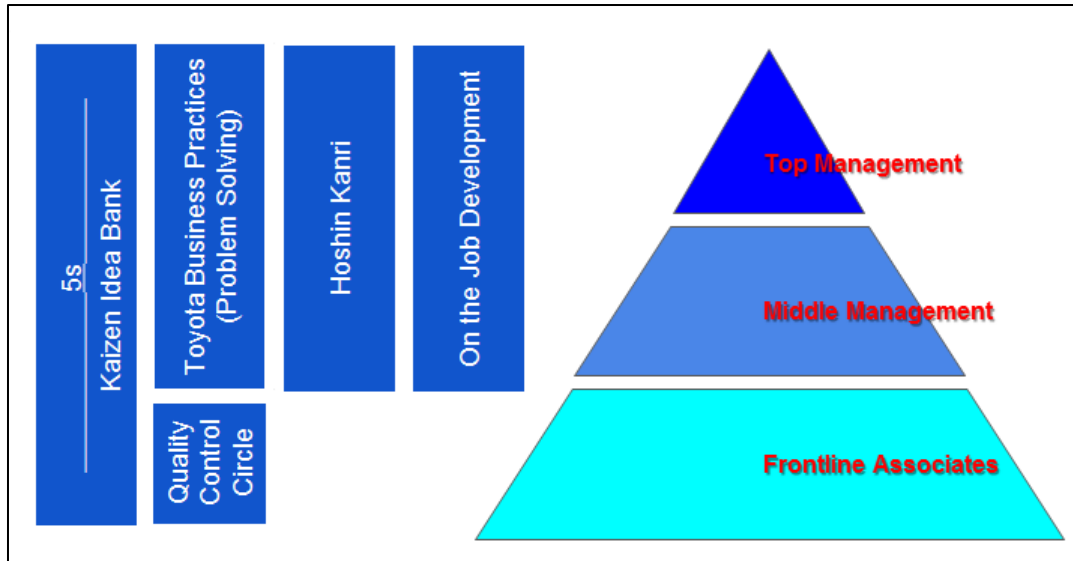 5s
Kaizen Idea Bank
Toyota Business Practices
(Problem Solving)
Quality
Control
Circle
Hoshin Kanri
On the Job Development
Top Management
Middle Management
Frontline Associates